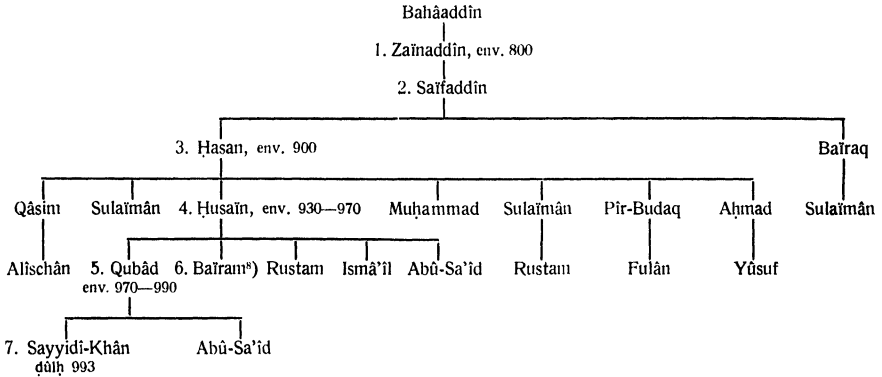 Bahâaddîn
1. Zaïnaddîn, env. 800
2. Saïfaddîn
3. Ḥasan, env. 900 Baïraq
Qâsim Sulaïmân 4. Ḥusaïn, env. 930—970 Muḥammad Sulaïmân Pîr-Budaq Aḥmad Sulaïmân
Alîschân 5. Qubâd 6. Baïram⁸) Rustam Ismâ'îl Abû-Sa'îd Rustam Fulân Yûsuf
env. 970—990
7. Sayyidî-Khân Abû-Sa'îd
ḍûlḥ 993